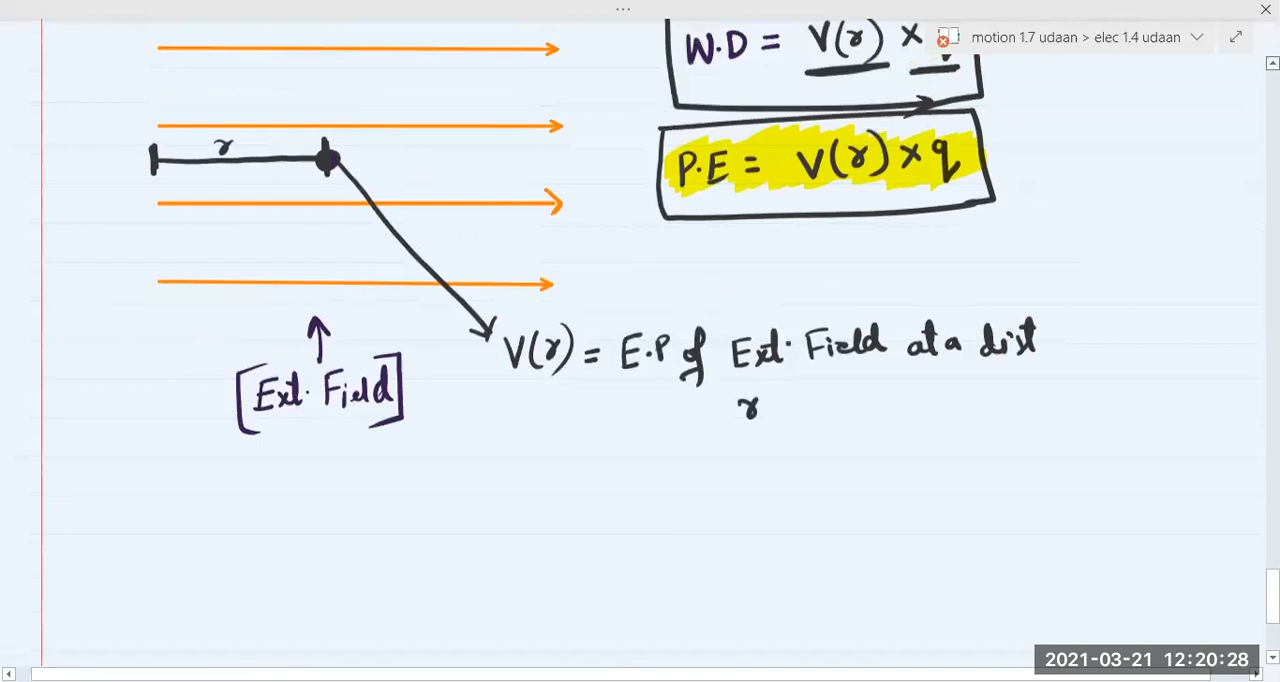 ...
motion 1.7 udaan > elec 1.4 udaan
W.D = V(r) ×
r
P.E = V(r) × q
V(r) = E.P of Ext. Field at a dist
r
[Ext. Field]
2021-03-21 12:20:28